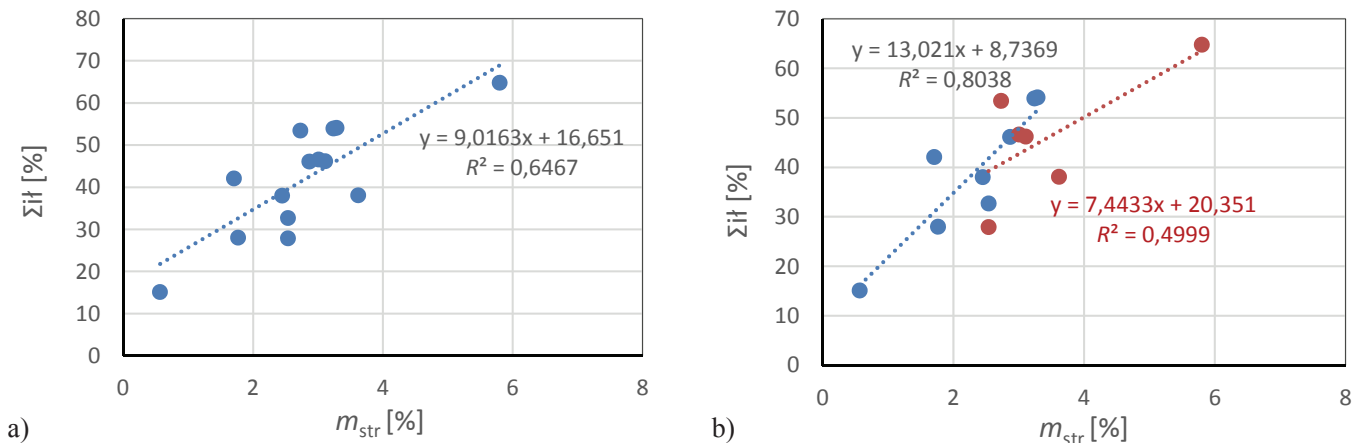 80
70
60
50
40
30
20
10
0
Σił [%]
y = 9,0163x + 16,651
R² = 0,6467
0 2 4 6 8
a)
mstr [%]
70
60
50
40
30
20
10
0
Σił [%]
y = 13,021x + 8,7369
R² = 0,8038
y = 7,4433x + 20,351
R² = 0,4999
0 2 4 6 8
b)
mstr [%]